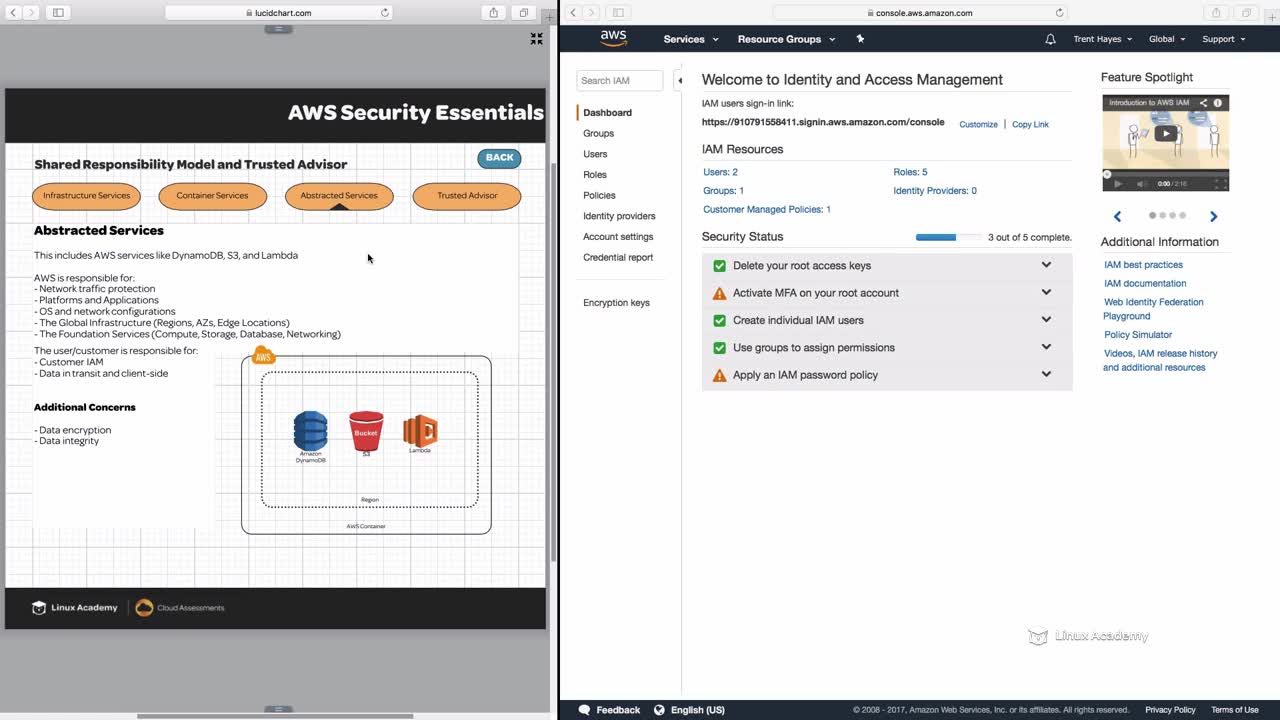 lucidchart.com
AWS Security Essentials
Shared Responsibility Model and Trusted Advisor
BACK
Infrastructure Services
Container Services
Abstracted Services
Trusted Advisor
Abstracted Services
This includes AWS services like DynamoDB, S3, and Lambda
AWS is responsible for:
- Network traffic protection
- Platforms and Applications
- OS and network configurations
- The Global Infrastructure (Regions, AZs, Edge Locations)
- The Foundation Services (Compute, Storage, Database, Networking)
The user/customer is responsible for:
- Customer IAM
- Data in transit and client-side
Additional Concerns
- Data encryption
- Data integrity
AWS
Bucket
Amazon
DynamoDB
S3
Lambda
Region
AWS Container
Linux Academy
Cloud Assessments
console.aws.amazon.com
aws
Services
Resource Groups
Trent Hayes
Global
Support
Search IAM
Dashboard
Groups
Users
Roles
Policies
Identity providers
Account settings
Credential report
Encryption keys
Welcome to Identity and Access Management
IAM users sign-in link:
https://910791558411.signin.aws.amazon.com/console
Customize | Copy Link
IAM Resources
Users: 2
Roles: 5
Groups: 1
Identity Providers: 0
Customer Managed Policies: 1
Security Status
3 out of 5 complete.
Delete your root access keys
Activate MFA on your root account
Create individual IAM users
Use groups to assign permissions
Apply an IAM password policy
Feature Spotlight
Introduction to AWS IAM
0:00 / 2:16
Additional Information
IAM best practices
IAM documentation
Web Identity Federation
Playground
Policy Simulator
Videos, IAM release history
and additional resources
Linux Academy
Feedback
English (US)
© 2008 - 2017, Amazon Web Services, Inc. or its affiliates. All rights reserved.
Privacy Policy
Terms of Use